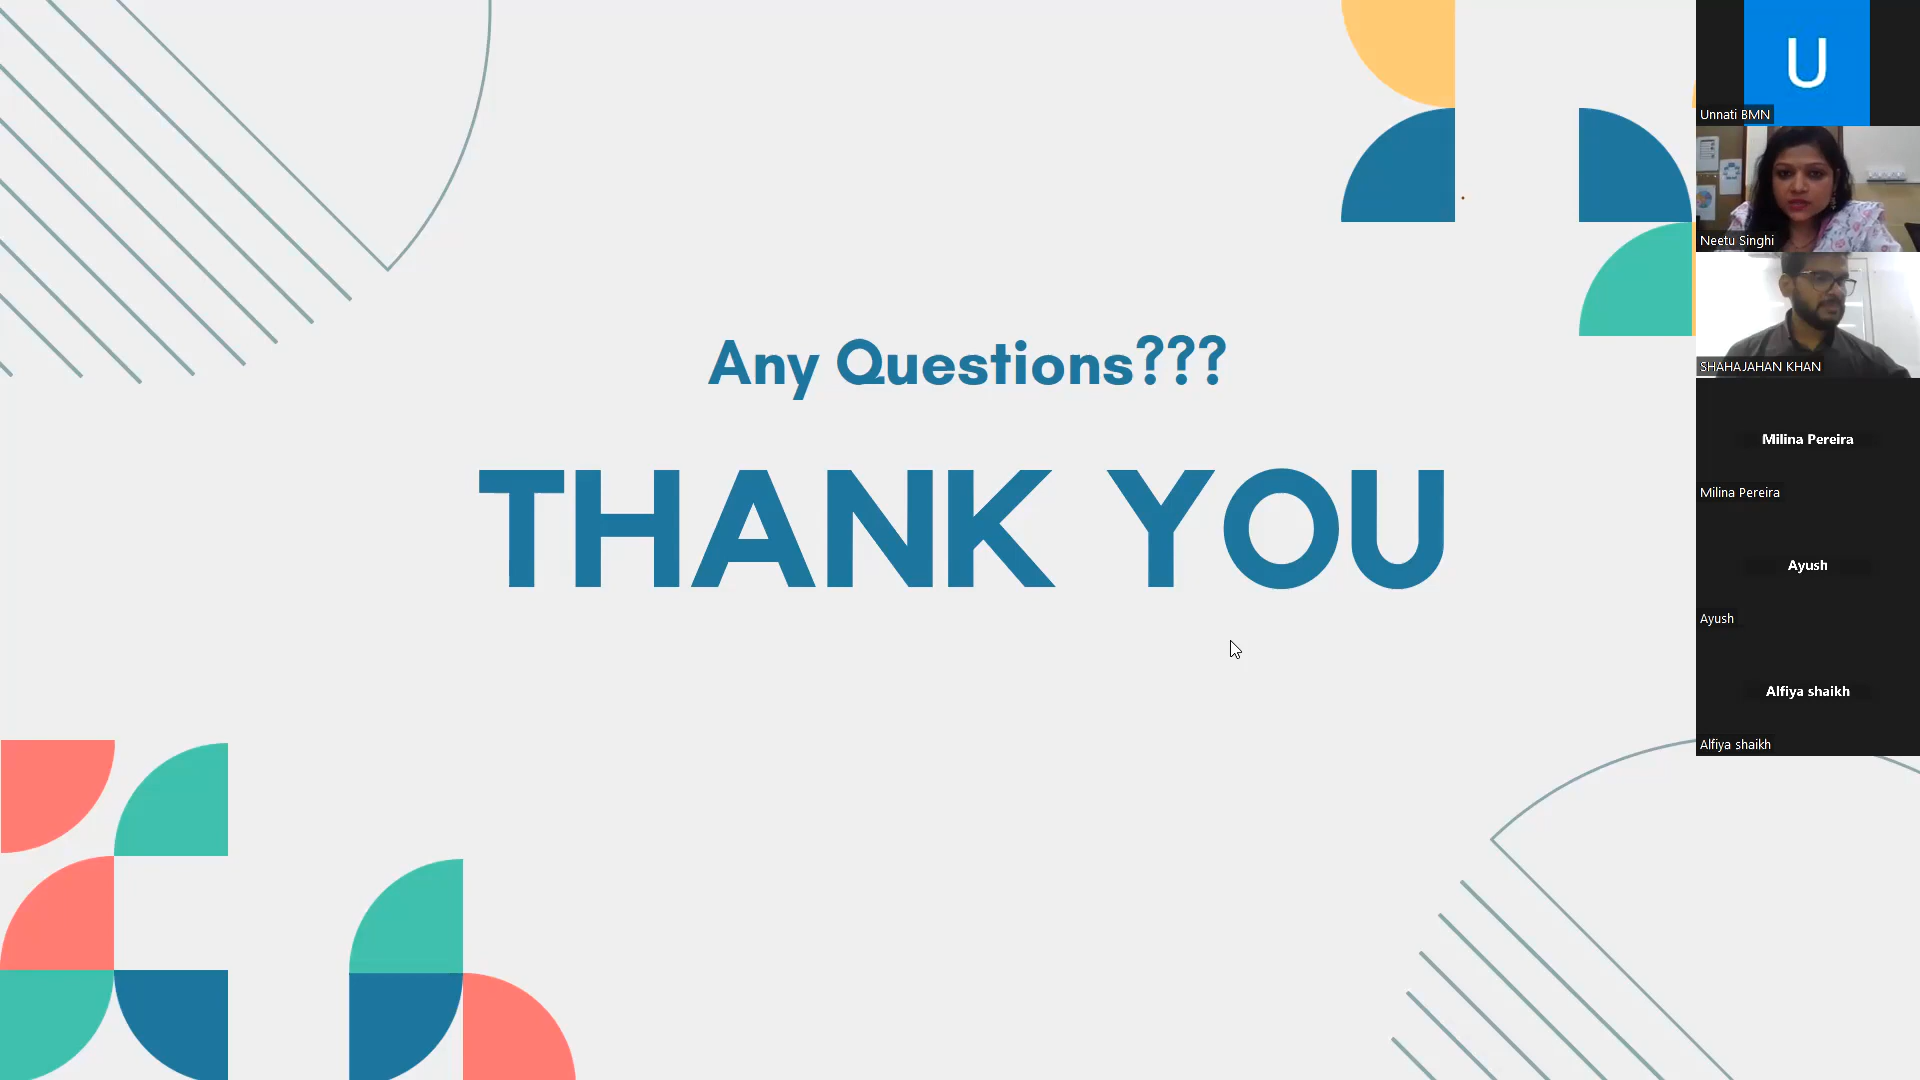 Any Questions???
THANK YOU
U
Unnati BMN
Neetu Singhi
SHAHAJAHAN KHAN
Milina Pereira
Milina Pereira
Ayush
Ayush
Alfiya shaikh
Alfiya shaikh